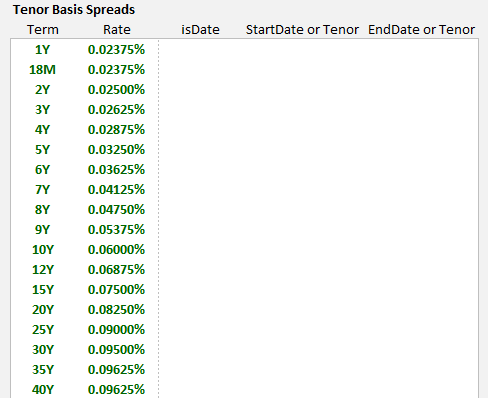 Tenor Basis Spreads
Term Rate isDate StartDate or Tenor EndDate or Tenor
1Y 0.02375%
18M 0.02375%
2Y 0.02500%
3Y 0.02625%
4Y 0.02875%
5Y 0.03250%
6Y 0.03625%
7Y 0.04125%
8Y 0.04750%
9Y 0.05375%
10Y 0.06000%
12Y 0.06875%
15Y 0.07500%
20Y 0.08250%
25Y 0.09000%
30Y 0.09500%
35Y 0.09625%
40Y 0.09625%